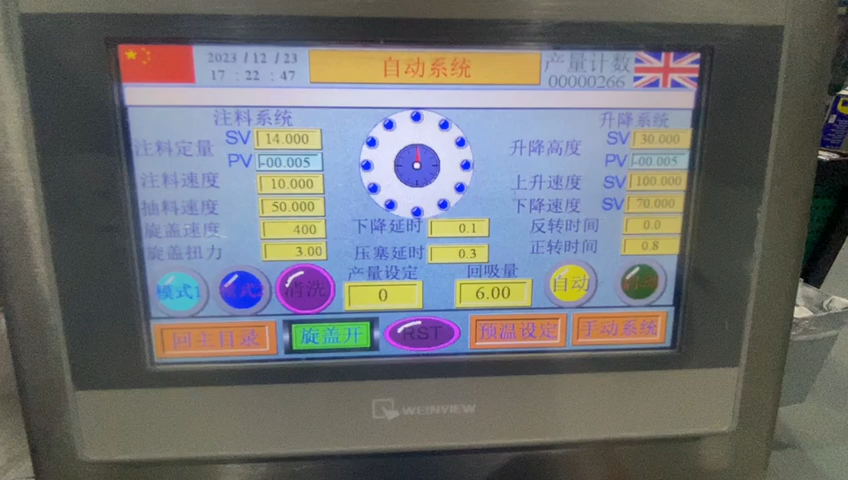 2023 / 12 / 23
17 : 22 : 47
自动系统
产量计数
00000266
注料系统
升降系统
注料定量 SV 14.000
PV -00.005
注料速度 10.000
抽料速度 50.000
旋盖速度 400
旋盖扭力 3.00
升降高度 SV 30.000
PV -00.005
上升速度 SV 100.000
下降速度 SV 70.000
反转时间 0.0
正转时间 0.8
下降延时 0.1
压塞延时 0.3
产量设定
0
回吸量
6.00
模式1
清洗
自动
回主目录
旋盖开
RST
预温设定
手动系统
WEINVIEW